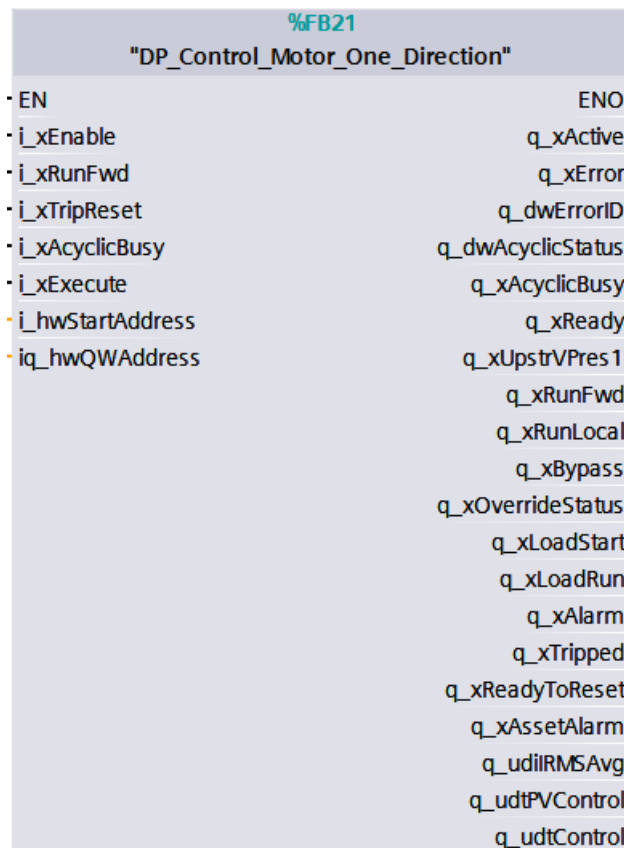 %FB21
"DP_Control_Motor_One_Direction"
EN ENO
i_xEnable q_xActive
i_xRunFwd q_xError
i_xTripReset q_dwErrorID
i_xAcyclicBusy q_dwAcyclicStatus
i_xExecute q_xAcyclicBusy
i_hwStartAddress q_xReady
iq_hwQWAddress q_xUpstrVPres1
q_xRunFwd
q_xRunLocal
q_xBypass
q_xOverrideStatus
q_xLoadStart
q_xLoadRun
q_xAlarm
q_xTripped
q_xReadyToReset
q_xAssetAlarm
q_udiIRMSAvg
q_udtPVControl
q_udtControl